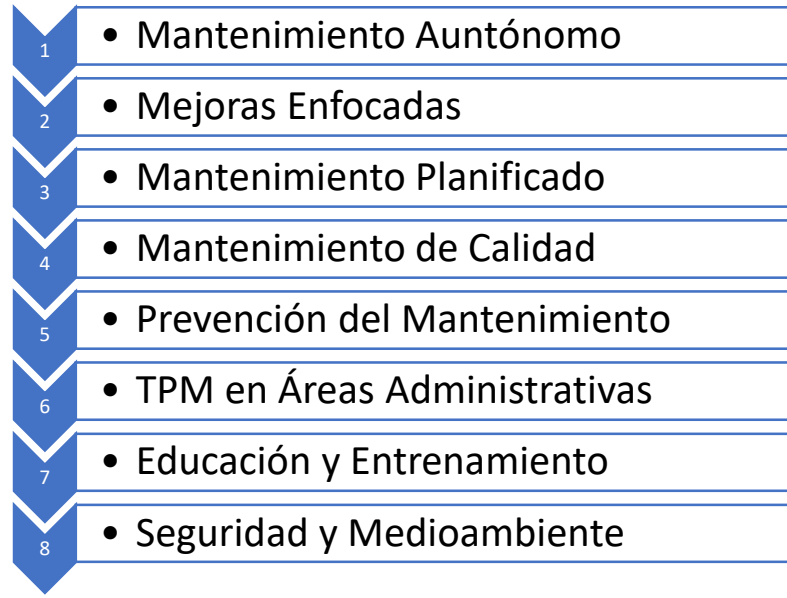 1 • Mantenimiento Auntónomo
2 • Mejoras Enfocadas
3 • Mantenimiento Planificado
4 • Mantenimiento de Calidad
5 • Prevención del Mantenimiento
6 • TPM en Áreas Administrativas
7 • Educación y Entrenamiento
8 • Seguridad y Medioambiente